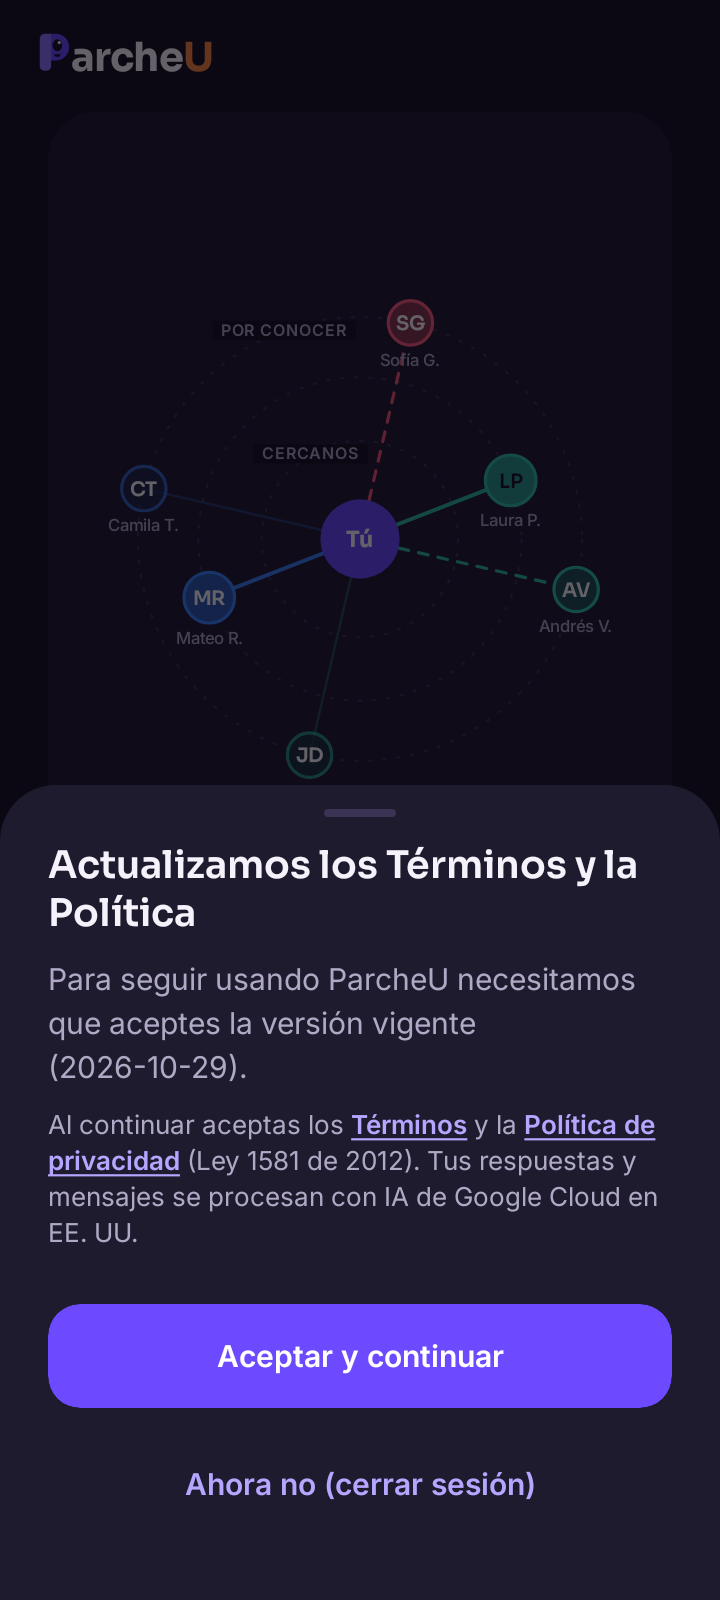 ParcheU
POR CONOCER
SG
Sofía G.
CERCANOS
CT
Camila T.
LP
Laura P.
Tú
MR
Mateo R.
AV
Andrés V.
JD
Actualizamos los Términos y la
Política
Para seguir usando ParcheU necesitamos
que aceptes la versión vigente
(2026-10-29).
Al continuar aceptas los Términos y la Política de
privacidad (Ley 1581 de 2012). Tus respuestas y
mensajes se procesan con IA de Google Cloud en
EE. UU.
Aceptar y continuar
Ahora no (cerrar sesión)